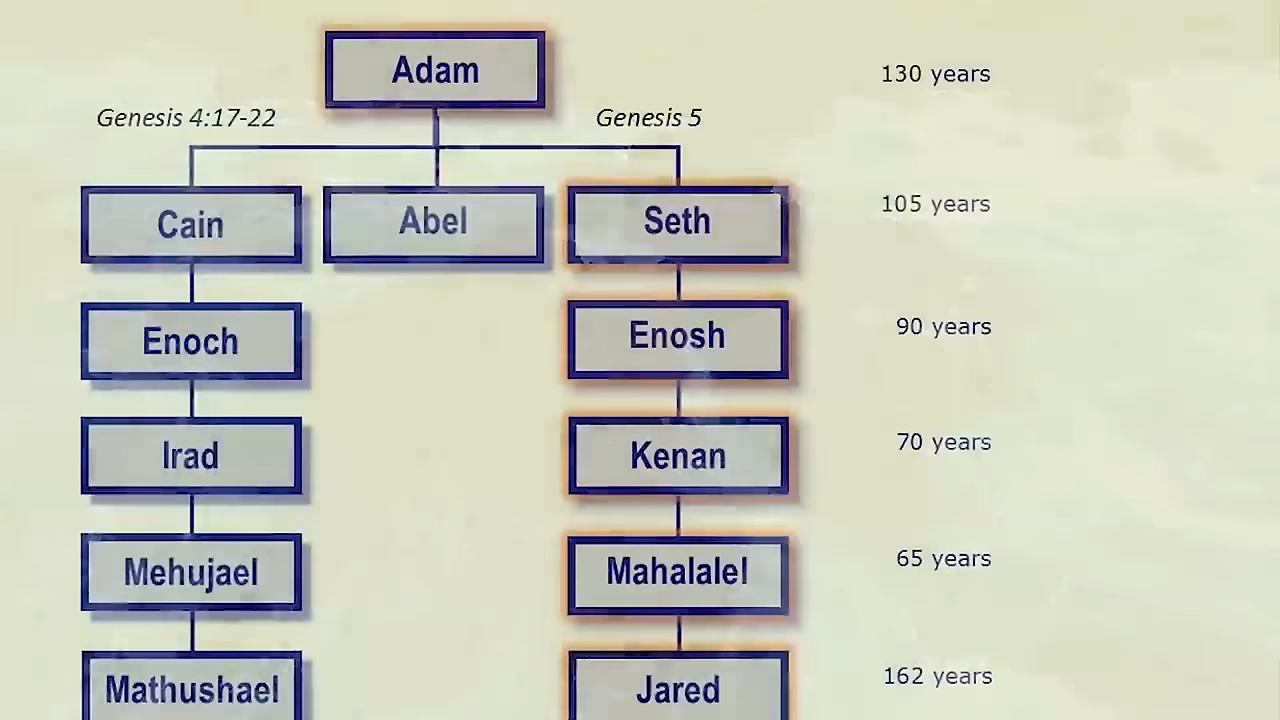 Adam
130 years
Genesis 4:17-22
Genesis 5
Cain
Abel
Seth
105 years
Enoch
Enosh
90 years
Irad
Kenan
70 years
Mehujael
Mahalalel
65 years
Mathushael
Jared
162 years